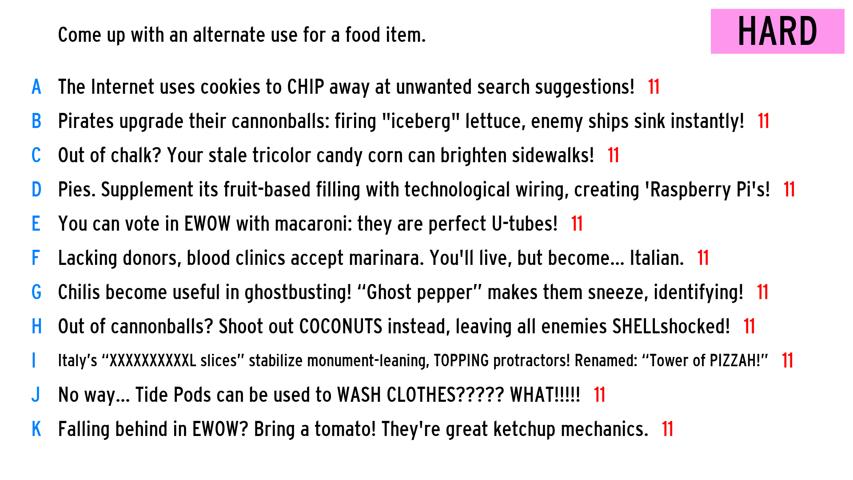 Come up with an alternate use for a food item.
HARD
A The Internet uses cookies to CHIP away at unwanted search suggestions! 11
B Pirates upgrade their cannonballs: firing "iceberg" lettuce, enemy ships sink instantly! 11
C Out of chalk? Your stale tricolor candy corn can brighten sidewalks! 11
D Pies. Supplement its fruit-based filling with technological wiring, creating 'Raspberry Pi's! 11
E You can vote in EWOW with macaroni: they are perfect U-tubes! 11
F Lacking donors, blood clinics accept marinara. You'll live, but become... Italian. 11
G Chilis become useful in ghostbusting! “Ghost pepper” makes them sneeze, identifying! 11
H Out of cannonballs? Shoot out COCONUTS instead, leaving all enemies SHELLshocked! 11
I Italy’s “XXXXXXXXXXL slices” stabilize monument-leaning, TOPPING protractors! Renamed: “Tower of PIZZAH!” 11
J No way... Tide Pods can be used to WASH CLOTHES????? WHAT!!!!! 11
K Falling behind in EWOW? Bring a tomato! They're great ketchup mechanics. 11